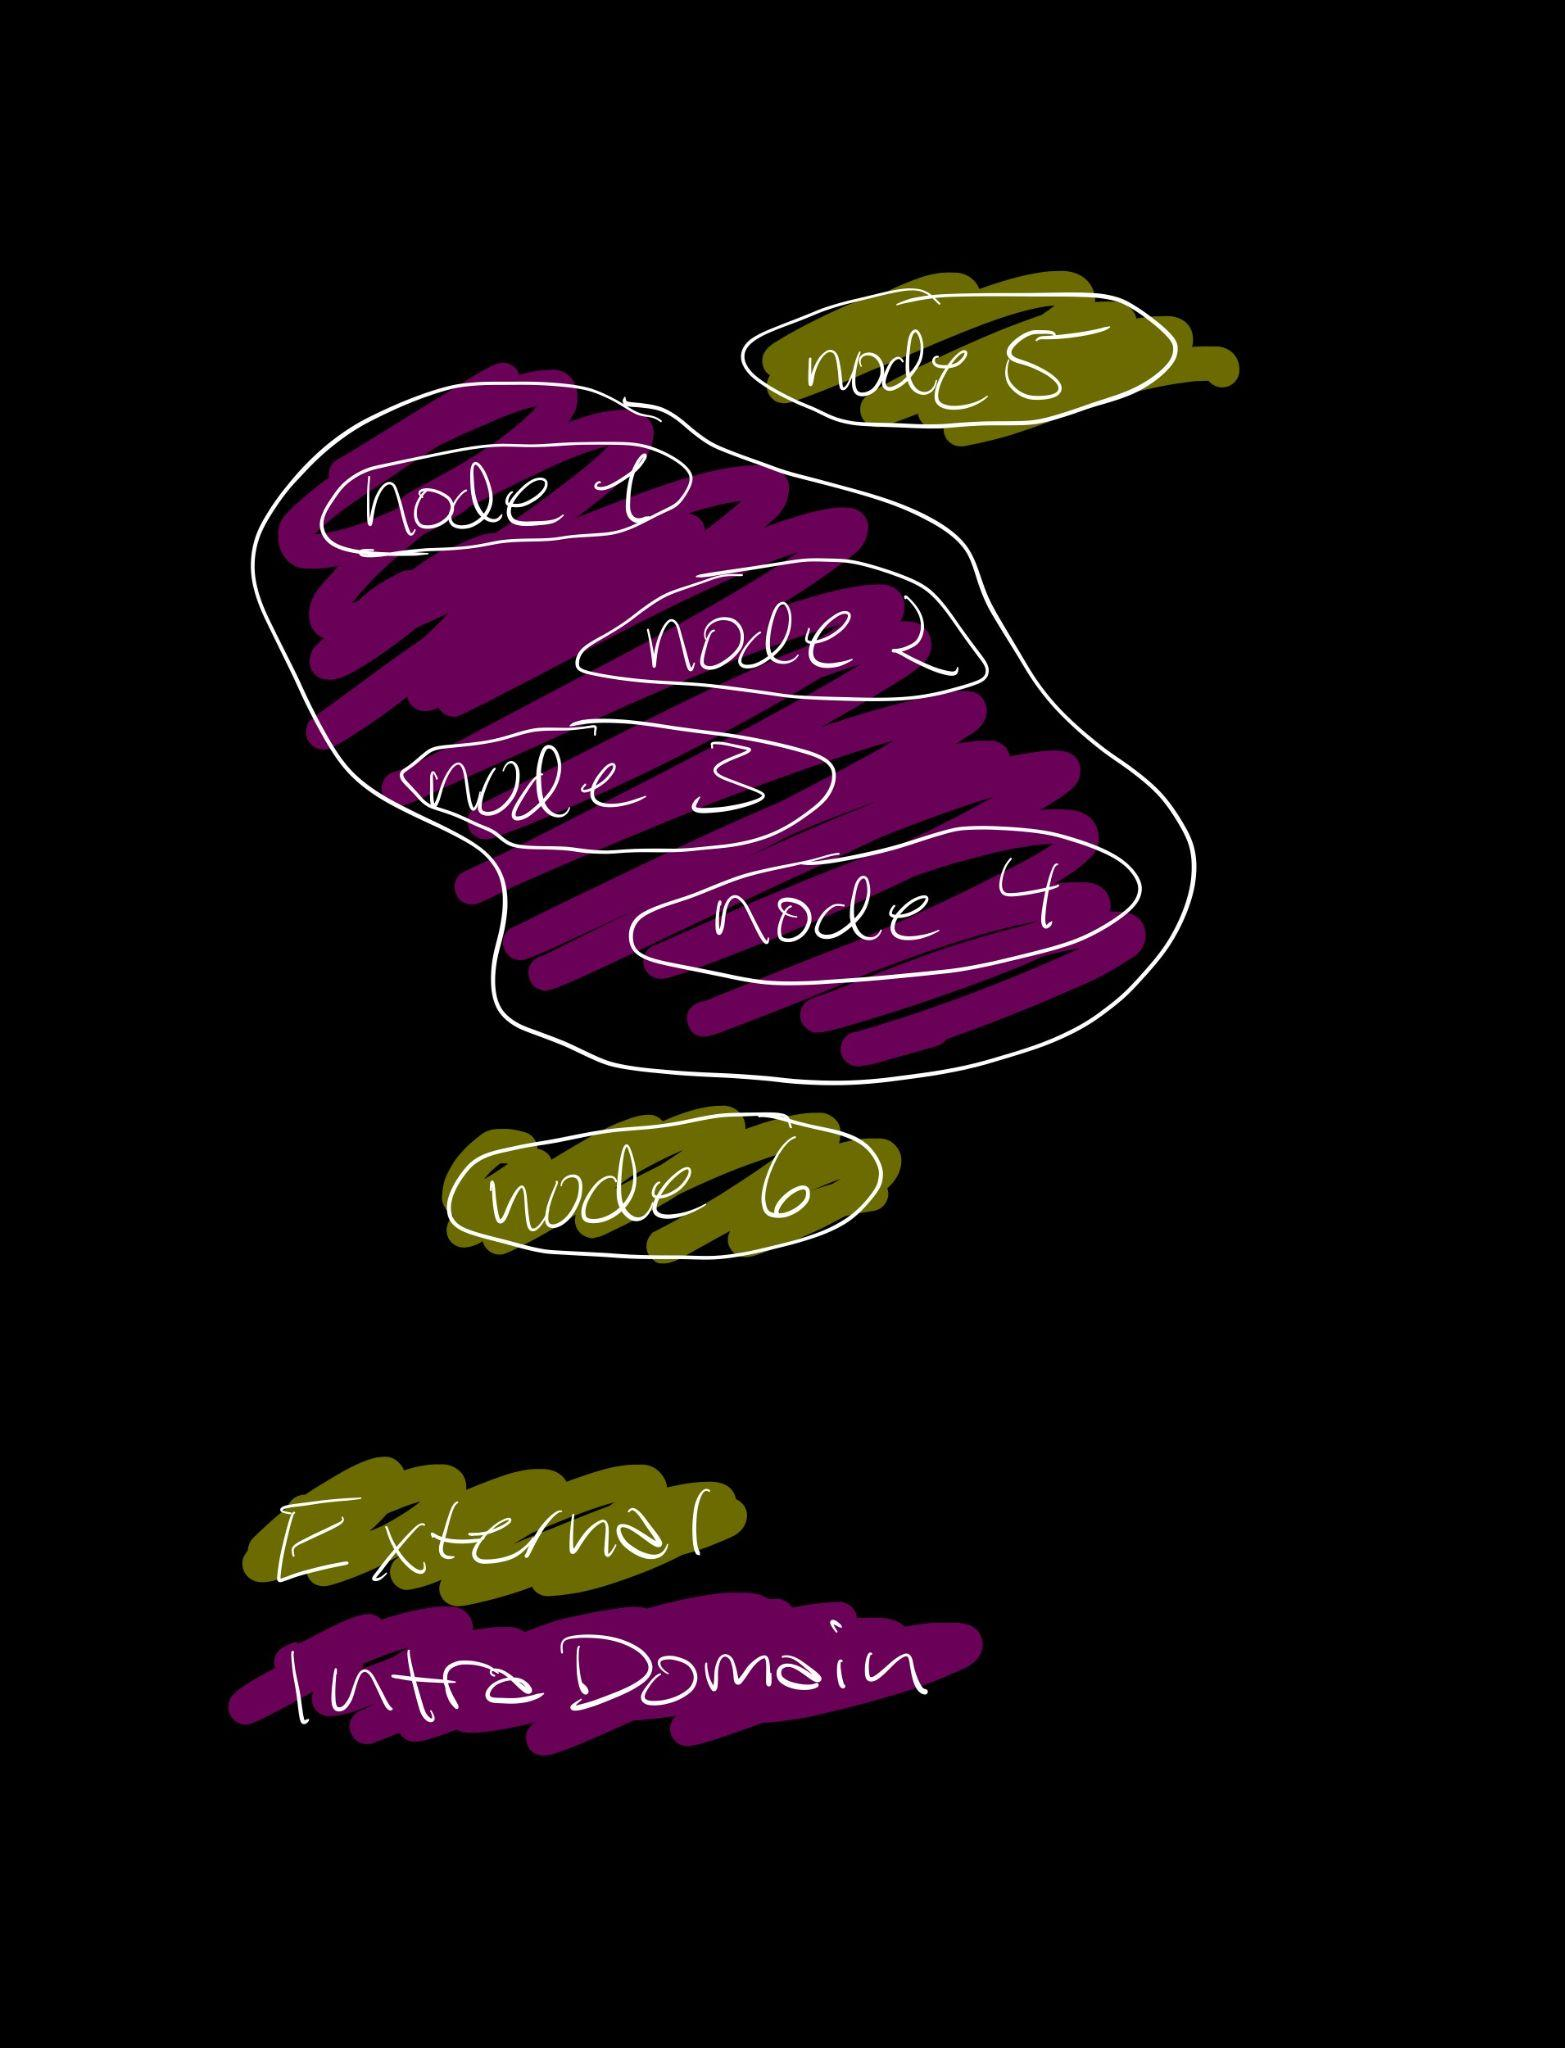 node 5
node 1
node 2
node 3
node 4
node 6
External
IntraDomain